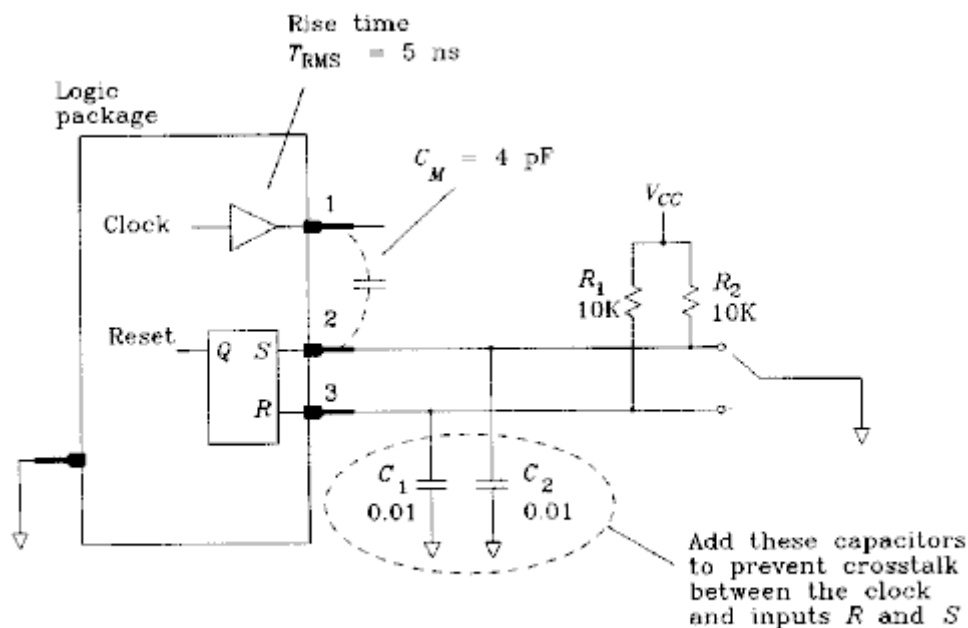 Rise time
T_RMS = 5 ns
Logic
package
C_M = 4 pF
1
V_CC
Clock
R_1
10K
R_2
10K
2
Reset
Q S
3
R
C_1
0.01
C_2
0.01
Add these capacitors
to prevent crosstalk
between the clock
and inputs R and S